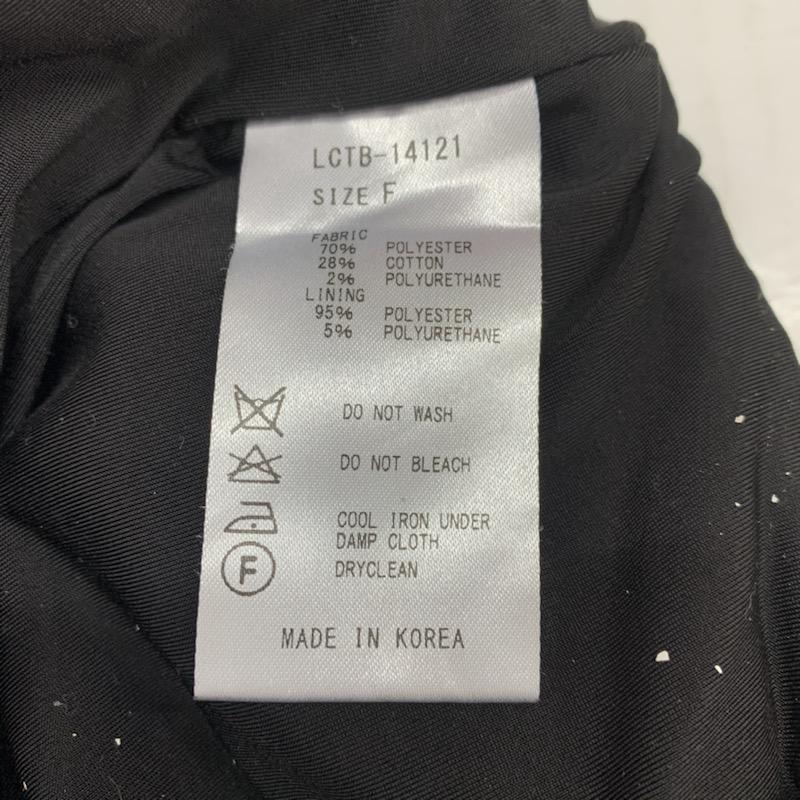 LCTB-14121
SIZE F
FABRIC
70% POLYESTER
28% COTTON
2% POLYURETHANE
LINING
95% POLYESTER
5% POLYURETHANE
DO NOT WASH
DO NOT BLEACH
COOL IRON UNDER
DAMP CLOTH
F DRYCLEAN
MADE IN KOREA